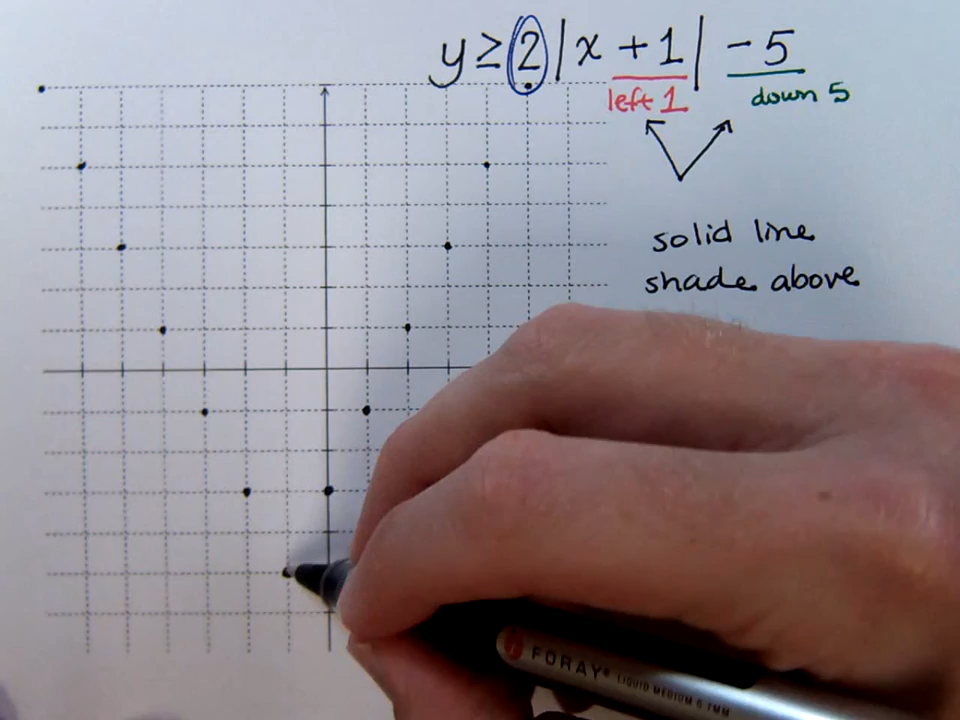 y ≥ 2|x + 1| - 5
left 1
down 5
solid line
shade above
FORAY® LIQUID MEDIUM 0.7MM